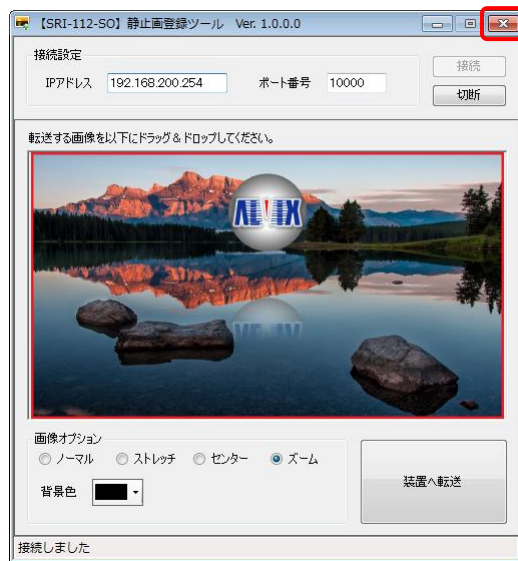 【SRI-112-SO】静止画登録ツール Ver. 1.0.0.0
接続設定
IPアドレス 192.168.200.254 ポート番号 10000
接続
切断
転送する画像を以下にドラッグ&ドロップしてください。
ALVIX
画像オプション
ノーマル ストレッチ センター ズーム
背景色
装置へ転送
接続しました